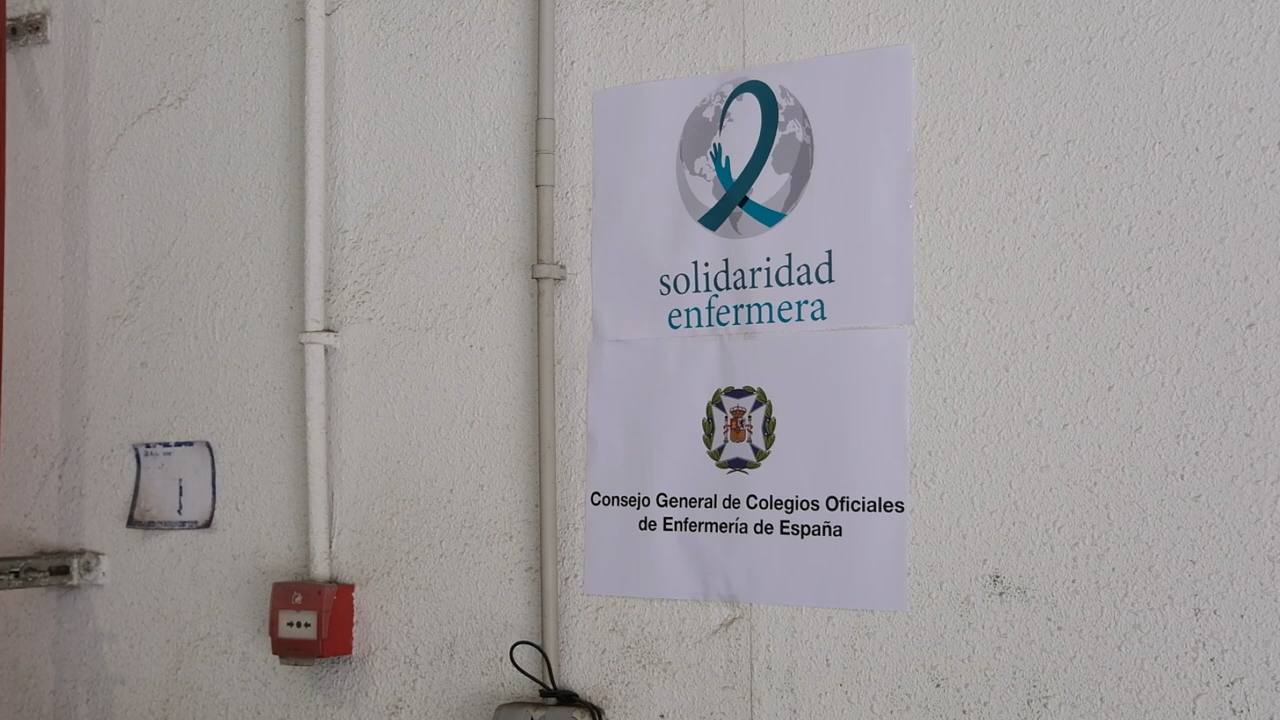 solidaridad
enfermera
Consejo General de Colegios Oficiales
de Enfermería de España